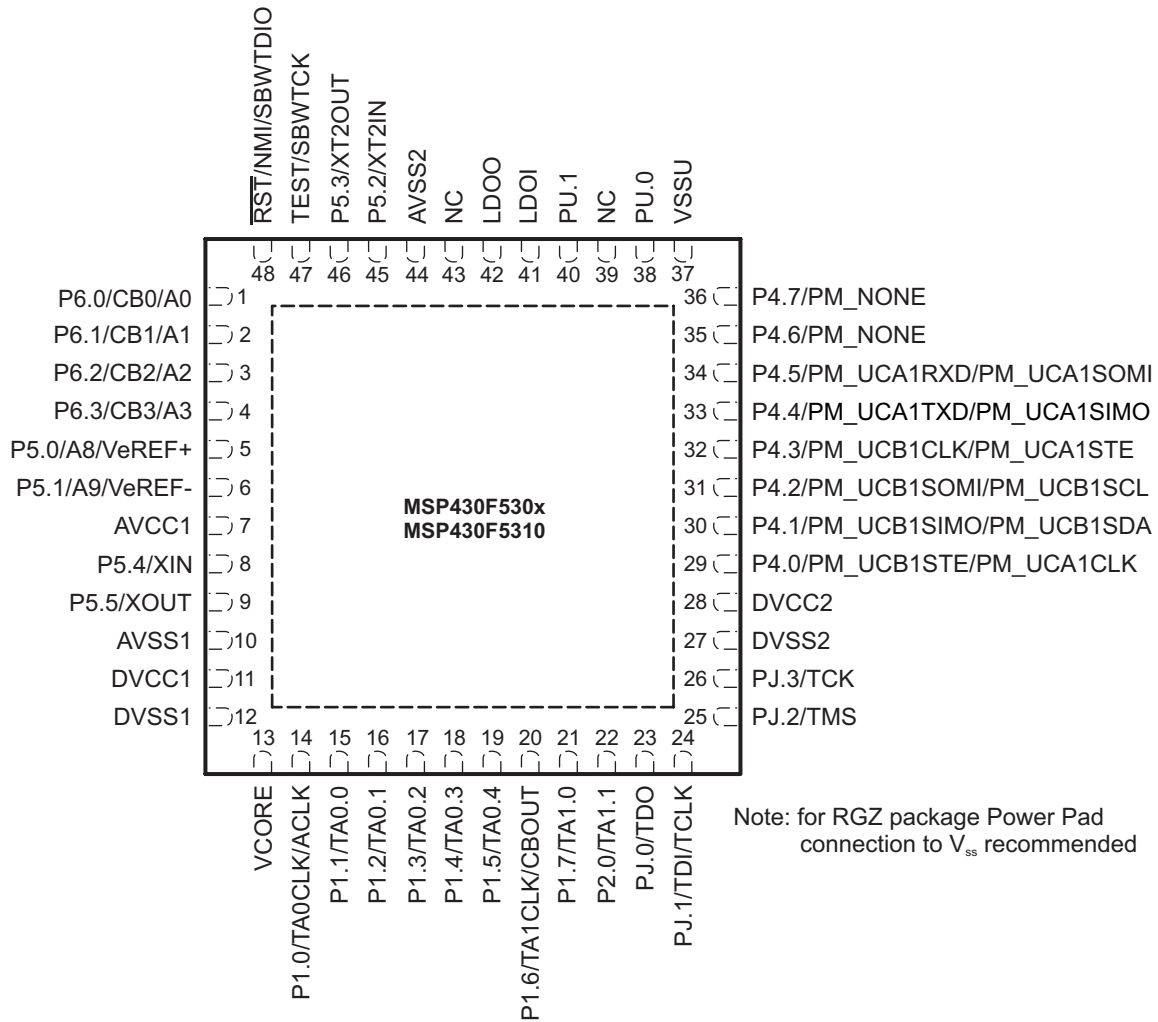 RST/NMI/SBWTDIO
TEST/SBWTCK
P5.3/XT2OUT
P5.2/XT2IN
AVSS2
NC
LDOO
LDOI
PU.1
NC
PU.0
VSSU
48 47 46 45 44 43 42 41 40 39 38 37
P6.0/CB0/A0 1
P6.1/CB1/A1 2
P6.2/CB2/A2 3
P6.3/CB3/A3 4
P5.0/A8/VeREF+ 5
P5.1/A9/VeREF- 6
AVCC1 7
P5.4/XIN 8
P5.5/XOUT 9
AVSS1 10
DVCC1 11
DVSS1 12
MSP430F530x
MSP430F5310
36 P4.7/PM_NONE
35 P4.6/PM_NONE
34 P4.5/PM_UCA1RXD/PM_UCA1SOMI
33 P4.4/PM_UCA1TXD/PM_UCA1SIMO
32 P4.3/PM_UCB1CLK/PM_UCA1STE
31 P4.2/PM_UCB1SOMI/PM_UCB1SCL
30 P4.1/PM_UCB1SIMO/PM_UCB1SDA
29 P4.0/PM_UCB1STE/PM_UCA1CLK
28 DVCC2
27 DVSS2
26 PJ.3/TCK
25 PJ.2/TMS
13 14 15 16 17 18 19 20 21 22 23 24
VCORE
P1.0/TA0CLK/ACLK
P1.1/TA0.0
P1.2/TA0.1
P1.3/TA0.2
P1.4/TA0.3
P1.5/TA0.4
P1.6/TA1CLK/CBOUT
P1.7/TA1.0
P2.0/TA1.1
PJ.0/TDO
PJ.1/TDI/TCLK
Note: for RGZ package Power Pad
connection to Vss recommended